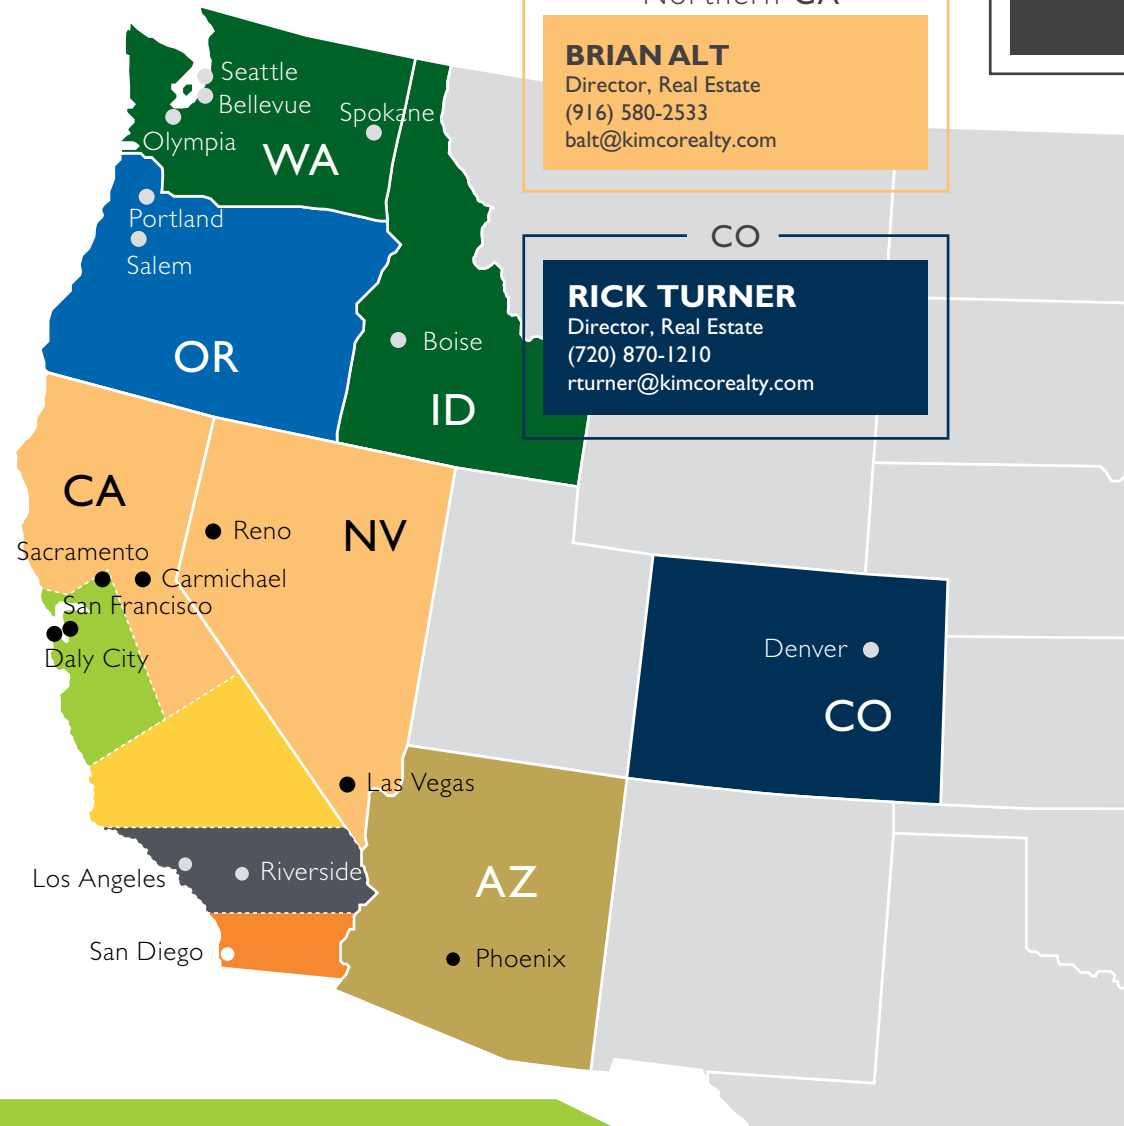 Northern CA
BRIAN ALT
Director, Real Estate
(916) 580-2533
balt@kimcorealty.com
CO
RICK TURNER
Director, Real Estate
(720) 870-1210
rturner@kimcorealty.com
Seattle
Bellevue
Spokane
Olympia
WA
Portland
Salem
OR
Boise
ID
CA
Reno
NV
Sacramento
Carmichael
San Francisco
Daly City
Denver
CO
Las Vegas
Los Angeles
Riverside
AZ
San Diego
Phoenix